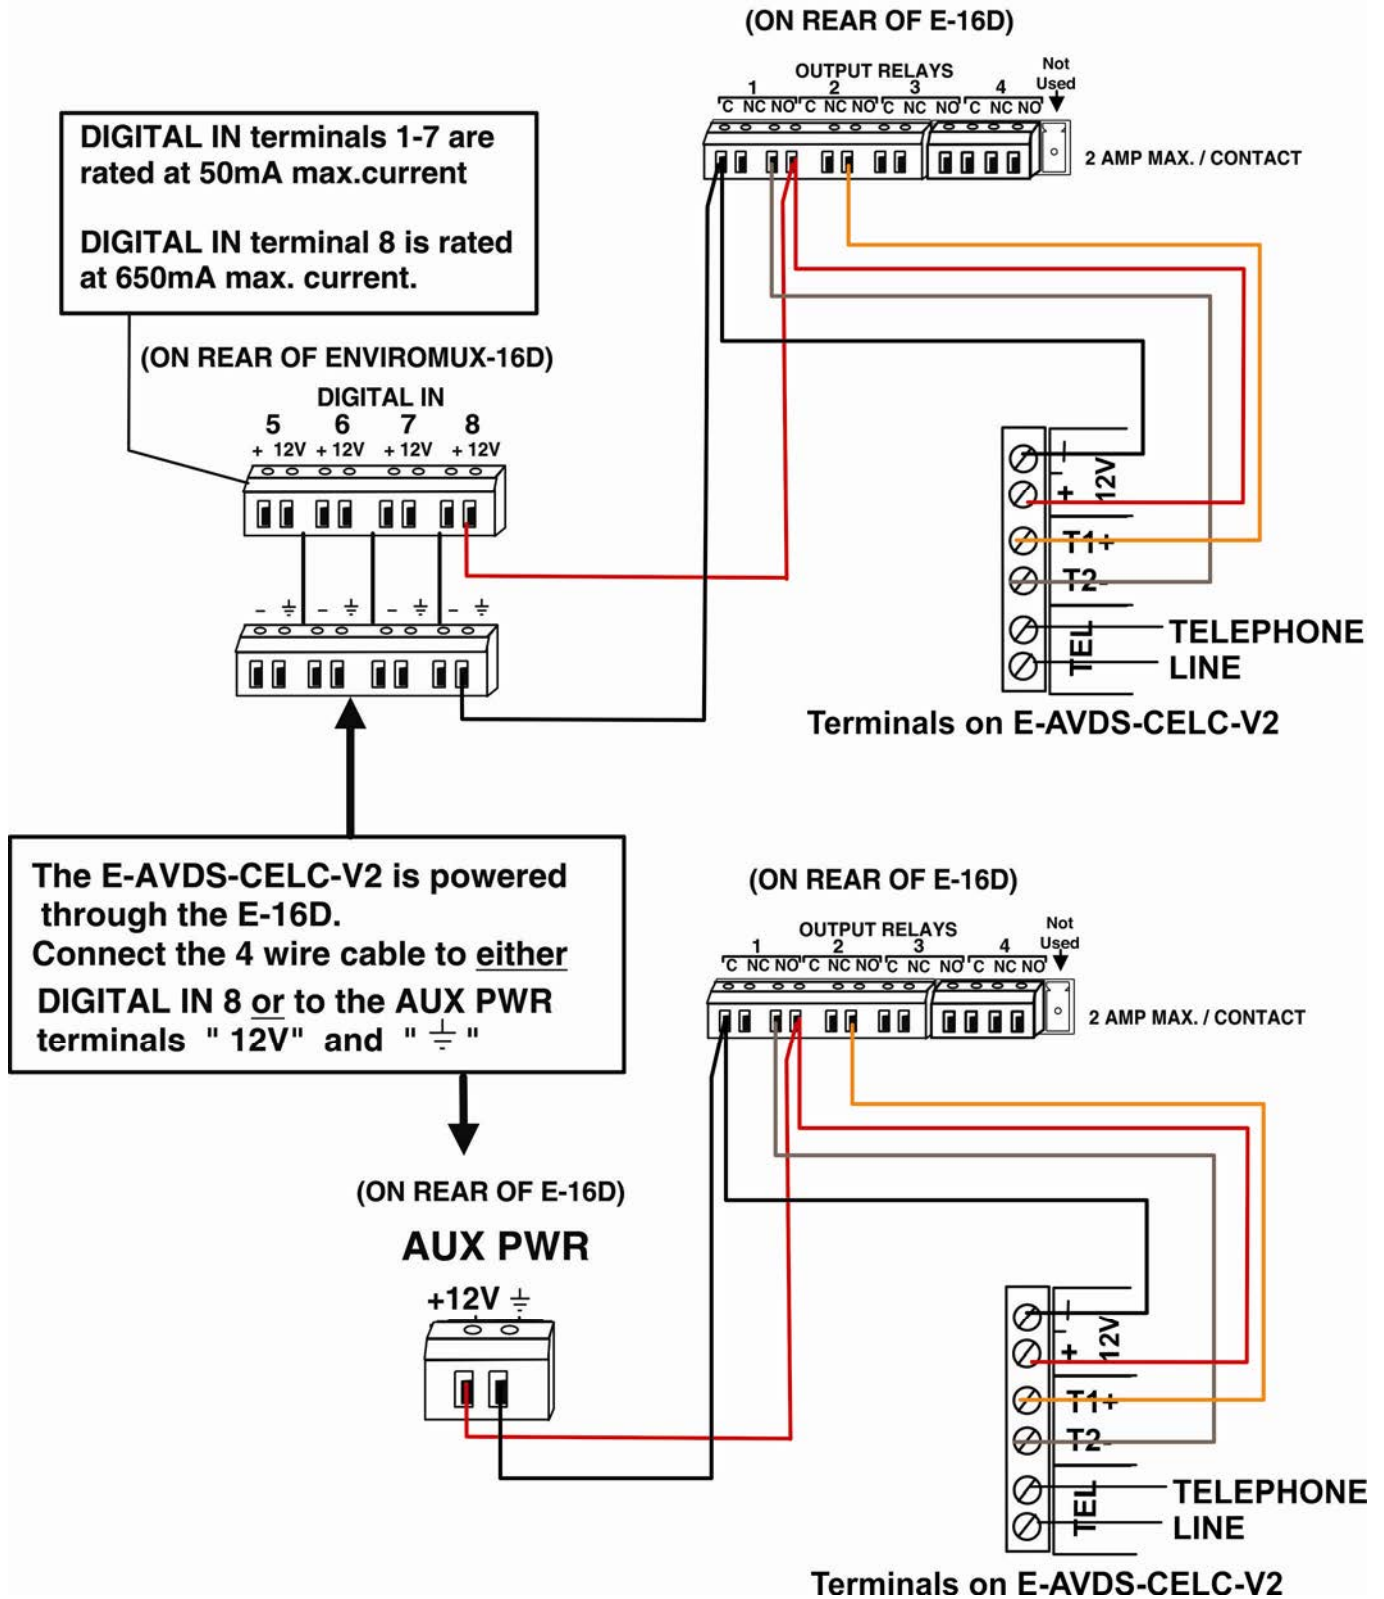 (ON REAR OF E-16D)
OUTPUT RELAYS
Not
Used
1 2 3 4
C NC NO C NC NO C NC NO C NC NO
2 AMP MAX. / CONTACT
DIGITAL IN terminals 1-7 are
rated at 50mA max.current
DIGITAL IN terminal 8 is rated
at 650mA max. current.
(ON REAR OF ENVIROMUX-16D)
DIGITAL IN
5 6 7 8
+ 12V + 12V + 12V + 12V
- ⏚ - ⏚ - ⏚ - ⏚
-
+
12V
T1+
T2-
TEL
TELEPHONE
LINE
Terminals on E-AVDS-CELC-V2
The E-AVDS-CELC-V2 is powered
through the E-16D.
Connect the 4 wire cable to either
DIGITAL IN 8 or to the AUX PWR
terminals " 12V" and " ⏚ "
(ON REAR OF E-16D)
OUTPUT RELAYS
Not
Used
1 2 3 4
C NC NO C NC NO C NC NO C NC NO
2 AMP MAX. / CONTACT
(ON REAR OF E-16D)
AUX PWR
+12V ⏚
-
+
12V
T1+
T2-
TEL
TELEPHONE
LINE
Terminals on E-AVDS-CELC-V2